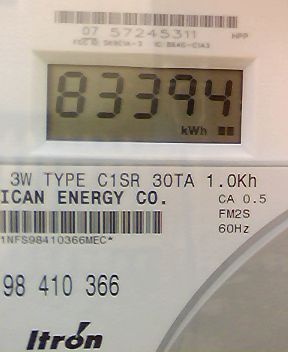 07 57245311 HPP
83394
kWh
3W TYPE C1SR 30TA 1.0Kh
ICAN ENERGY CO. CA 0.5
FM2S
60Hz
1NFS98410366MEC*
98 410 366
Itron